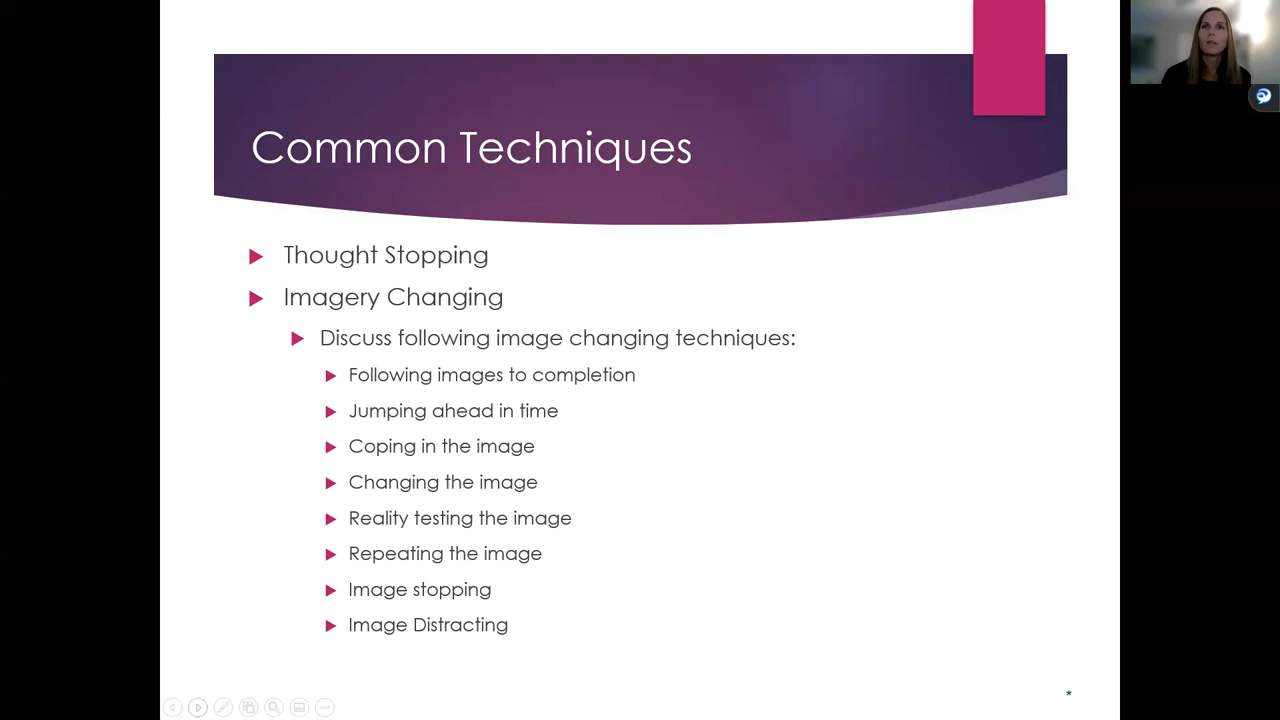 Common Techniques
Thought Stopping
Imagery Changing
Discuss following image changing techniques:
Following images to completion
Jumping ahead in time
Coping in the image
Changing the image
Reality testing the image
Repeating the image
Image stopping
Image Distracting
*